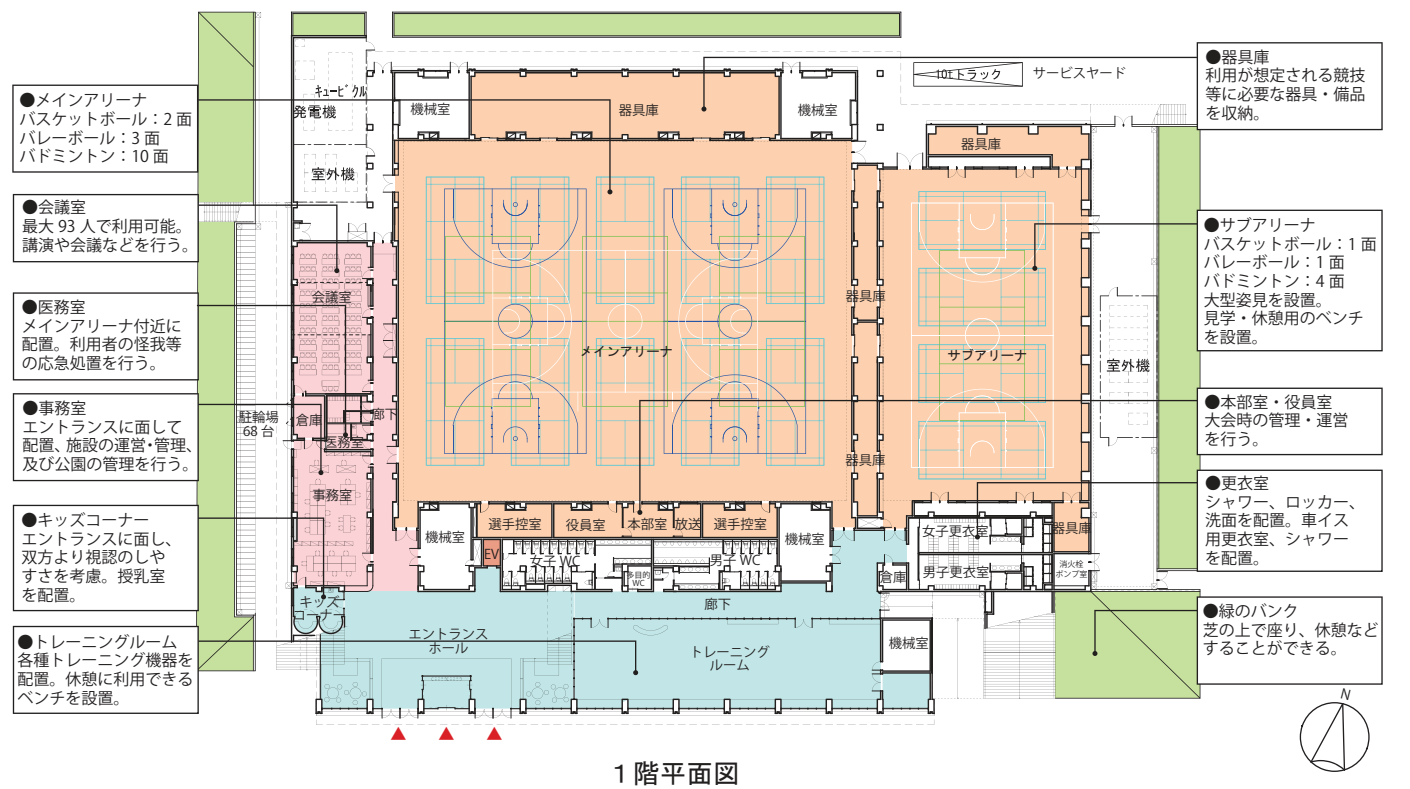 ●メインアリーナ
バスケットボール：2 面
バレーボール：3 面
バドミントン：10 面
●会議室
最大 93 人で利用可能。
講演や会議などを行う。
●医務室
メインアリーナ付近に
配置。利用者の怪我等
の応急処置を行う。
●事務室
エントランスに面して
配置、施設の運営・管理、
及び公園の管理を行う。
●キッズコーナー
エントランスに面し、
双方より視認のしや
すさを考慮。授乳室
を配置。
●トレーニングルーム
各種トレーニング機器を
配置。休憩に利用できる
ベンチを設置。
キュービクル
発電機
室外機
機械室
器具庫
機械室
10tトラック
サービスヤード
器具庫
会議室
器具庫
メインアリーナ
サブアリーナ
室外機
駐輪場
68 台
倉庫
廊下
医務室
器具庫
事務室
機械室
選手控室
役員室
本部室
放送
選手控室
機械室
EV
女子 WC
多目的
WC
男子 WC
女子更衣室
男子更衣室
倉庫
器具庫
消火栓
ポンプ室
キッズ
コーナー
廊下
エントランス
ホール
トレーニング
ルーム
機械室
●器具庫
利用が想定される競技
等に必要な器具・備品
を収納。
●サブアリーナ
バスケットボール：1 面
バレーボール：1 面
バドミントン：4 面
大型姿見を設置。
見学・休憩用のベンチ
を設置。
●本部室・役員室
大会時の管理・運営
を行う。
●更衣室
シャワー、ロッカー、
洗面を配置。車イス
用更衣室、シャワー
を配置。
●緑のバンク
芝の上で座り、休憩など
することができる。
N
1 階平面図